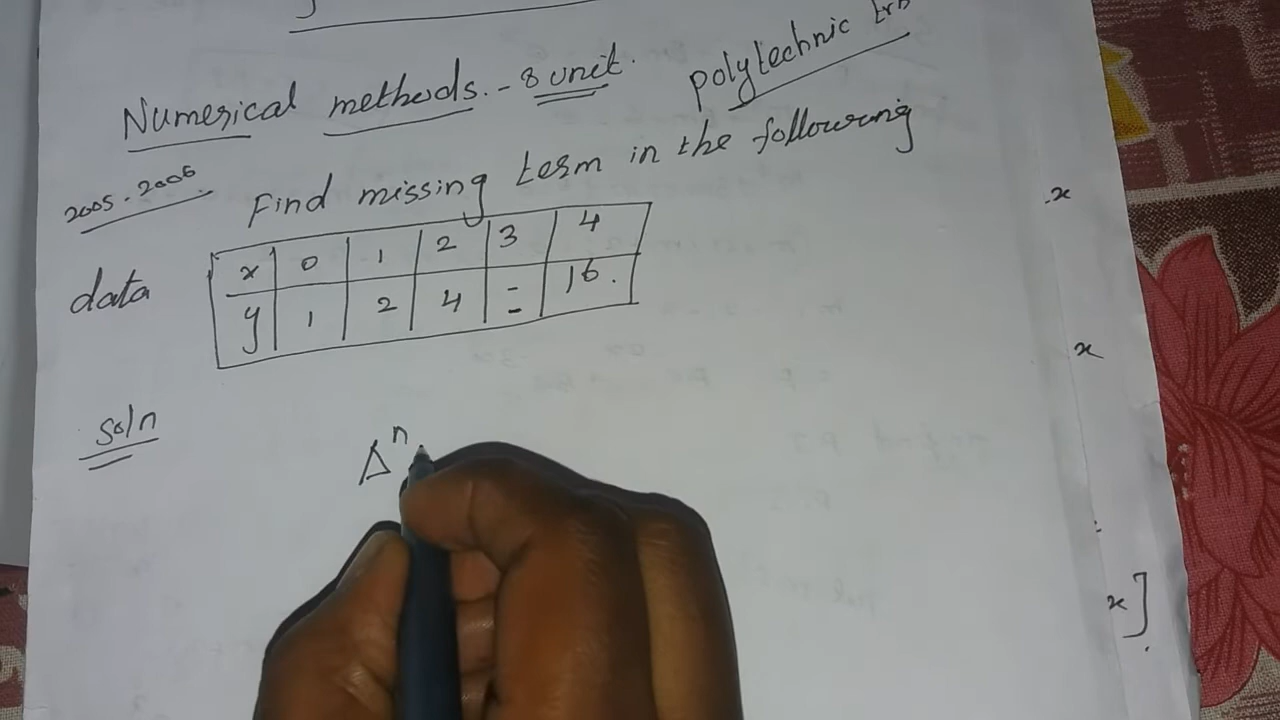 Numerical methods. - 8 unit.
polytechnic trb
2005-2006
Find missing term in the following
data
x 0 1 2 3 4
y 1 2 4 - 16.
soln
Δⁿ
x
x
x]